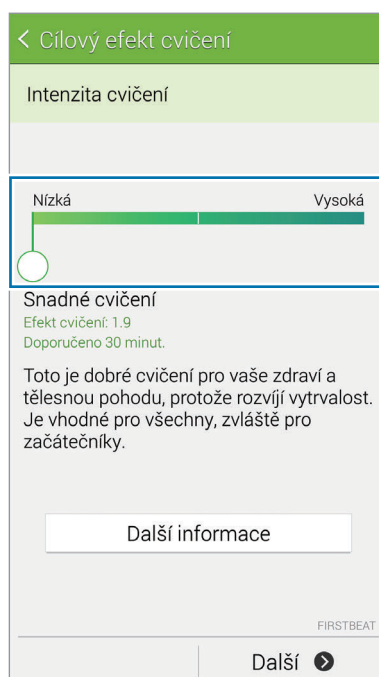 Cílový efekt cvičení
Intenzita cvičení
Nízká Vysoká
Snadné cvičení
Efekt cvičení: 1.9
Doporučeno 30 minut.
Toto je dobré cvičení pro vaše zdraví a
tělesnou pohodu, protože rozvíjí vytrvalost.
Je vhodné pro všechny, zvláště pro
začátečníky.
Další informace
FIRSTBEAT
Další